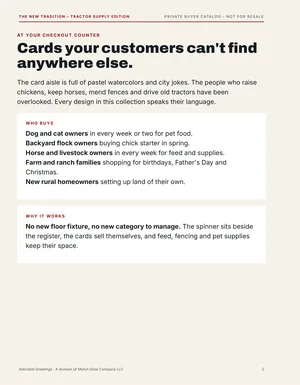 THE NEW TRADITION – TRACTOR SUPPLY EDITION
PRIVATE BUYER CATALOG – NOT FOR RESALE
AT YOUR CHECKOUT COUNTER
Cards your customers can't find
anywhere else.
The card aisle is full of pastel watercolors and city jokes. The people who raise
chickens, keep horses, mend fences and drive old tractors have been
overlooked. Every design in this collection speaks their language.
WHO BUYS
Dog and cat owners in every week or two for pet food.
Backyard flock owners buying chick starter in spring.
Horse and livestock owners in every week for feed and supplies.
Farm and ranch families shopping for birthdays, Father's Day and
Christmas.
New rural homeowners setting up land of their own.
WHY IT WORKS
No new floor fixture, no new category to manage. The spinner sits beside
the register, the cards sell themselves, and feed, fencing and pet supplies
keep their space.
Adorable Greetings · A division of Melon Glaze Company LLC